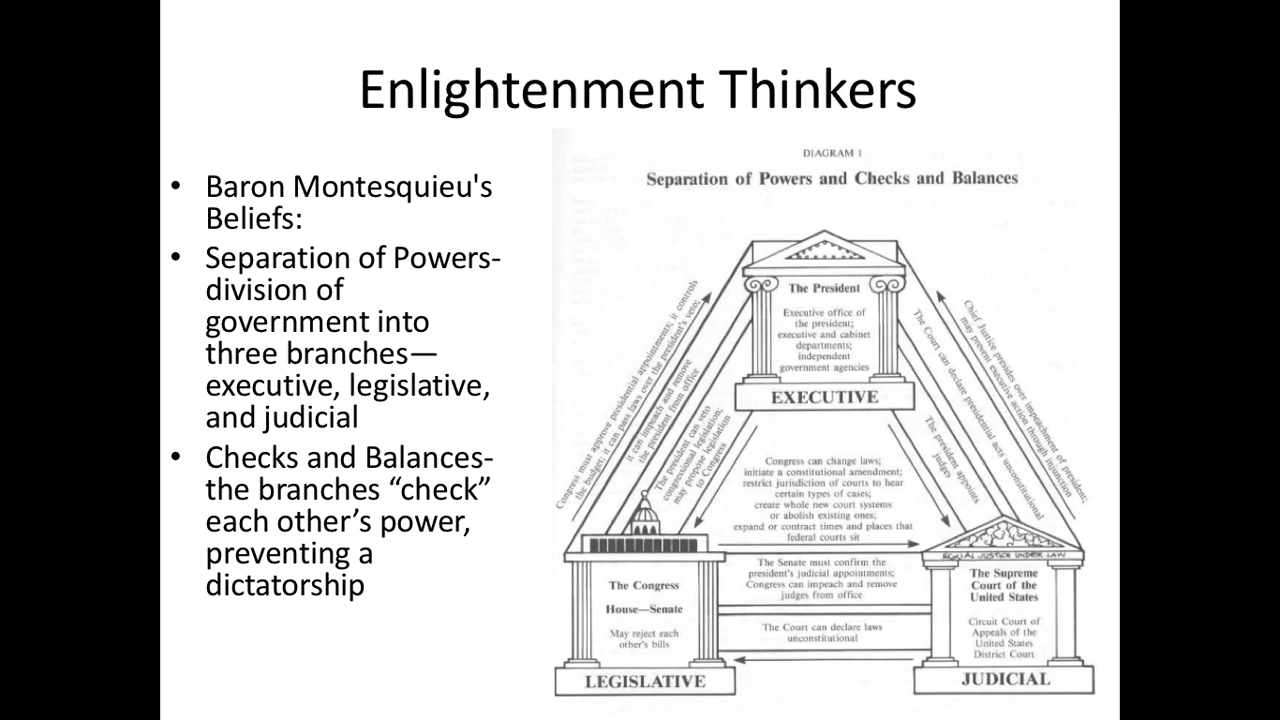 Enlightenment Thinkers
• Baron Montesquieu's
Beliefs:
• Separation of Powers-
division of
government into
three branches—
executive, legislative,
and judicial
• Checks and Balances-
the branches “check”
each other’s power,
preventing a
dictatorship
DIAGRAM 1
Separation of Powers and Checks and Balances
The President
Executive office of
the president;
executive and cabinet
departments;
independent
government agencies
EXECUTIVE
Congress must approve presidential appointments; it controls
the budget; it can pass laws over the president's veto;
it can impeach and remove
the president from office
The president can veto
congressional legislation;
may propose legislation
to Congress
Chief Justice presides over impeachment of president;
may prevent executive action through injunction
The Court can declare presidential acts unconstitutional
The president appoints
judges
Congress can change laws;
initiate a constitutional amendment;
restrict jurisdiction of courts to hear
certain types of cases;
create whole new court systems
or abolish existing ones;
expand or contract times and places that
federal courts sit
The Senate must confirm the
president's judicial appointments;
Congress can impeach and remove
judges from office
The Court can declare laws
unconstitutional
The Congress
House—Senate
May reject each
other's bills
LEGISLATIVE
EQUAL JUSTICE UNDER LAW
The Supreme
Court of the
United States
Circuit Court of
Appeals of the
United States
District Court
JUDICIAL